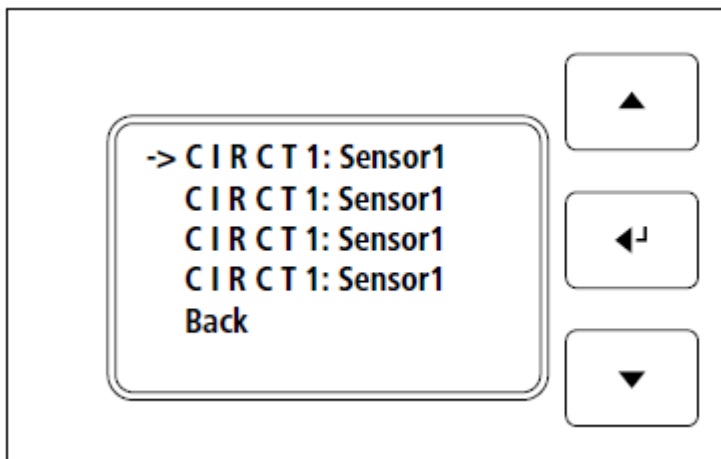 -> C I R C T 1: Sensor1
C I R C T 1: Sensor1
C I R C T 1: Sensor1
C I R C T 1: Sensor1
Back